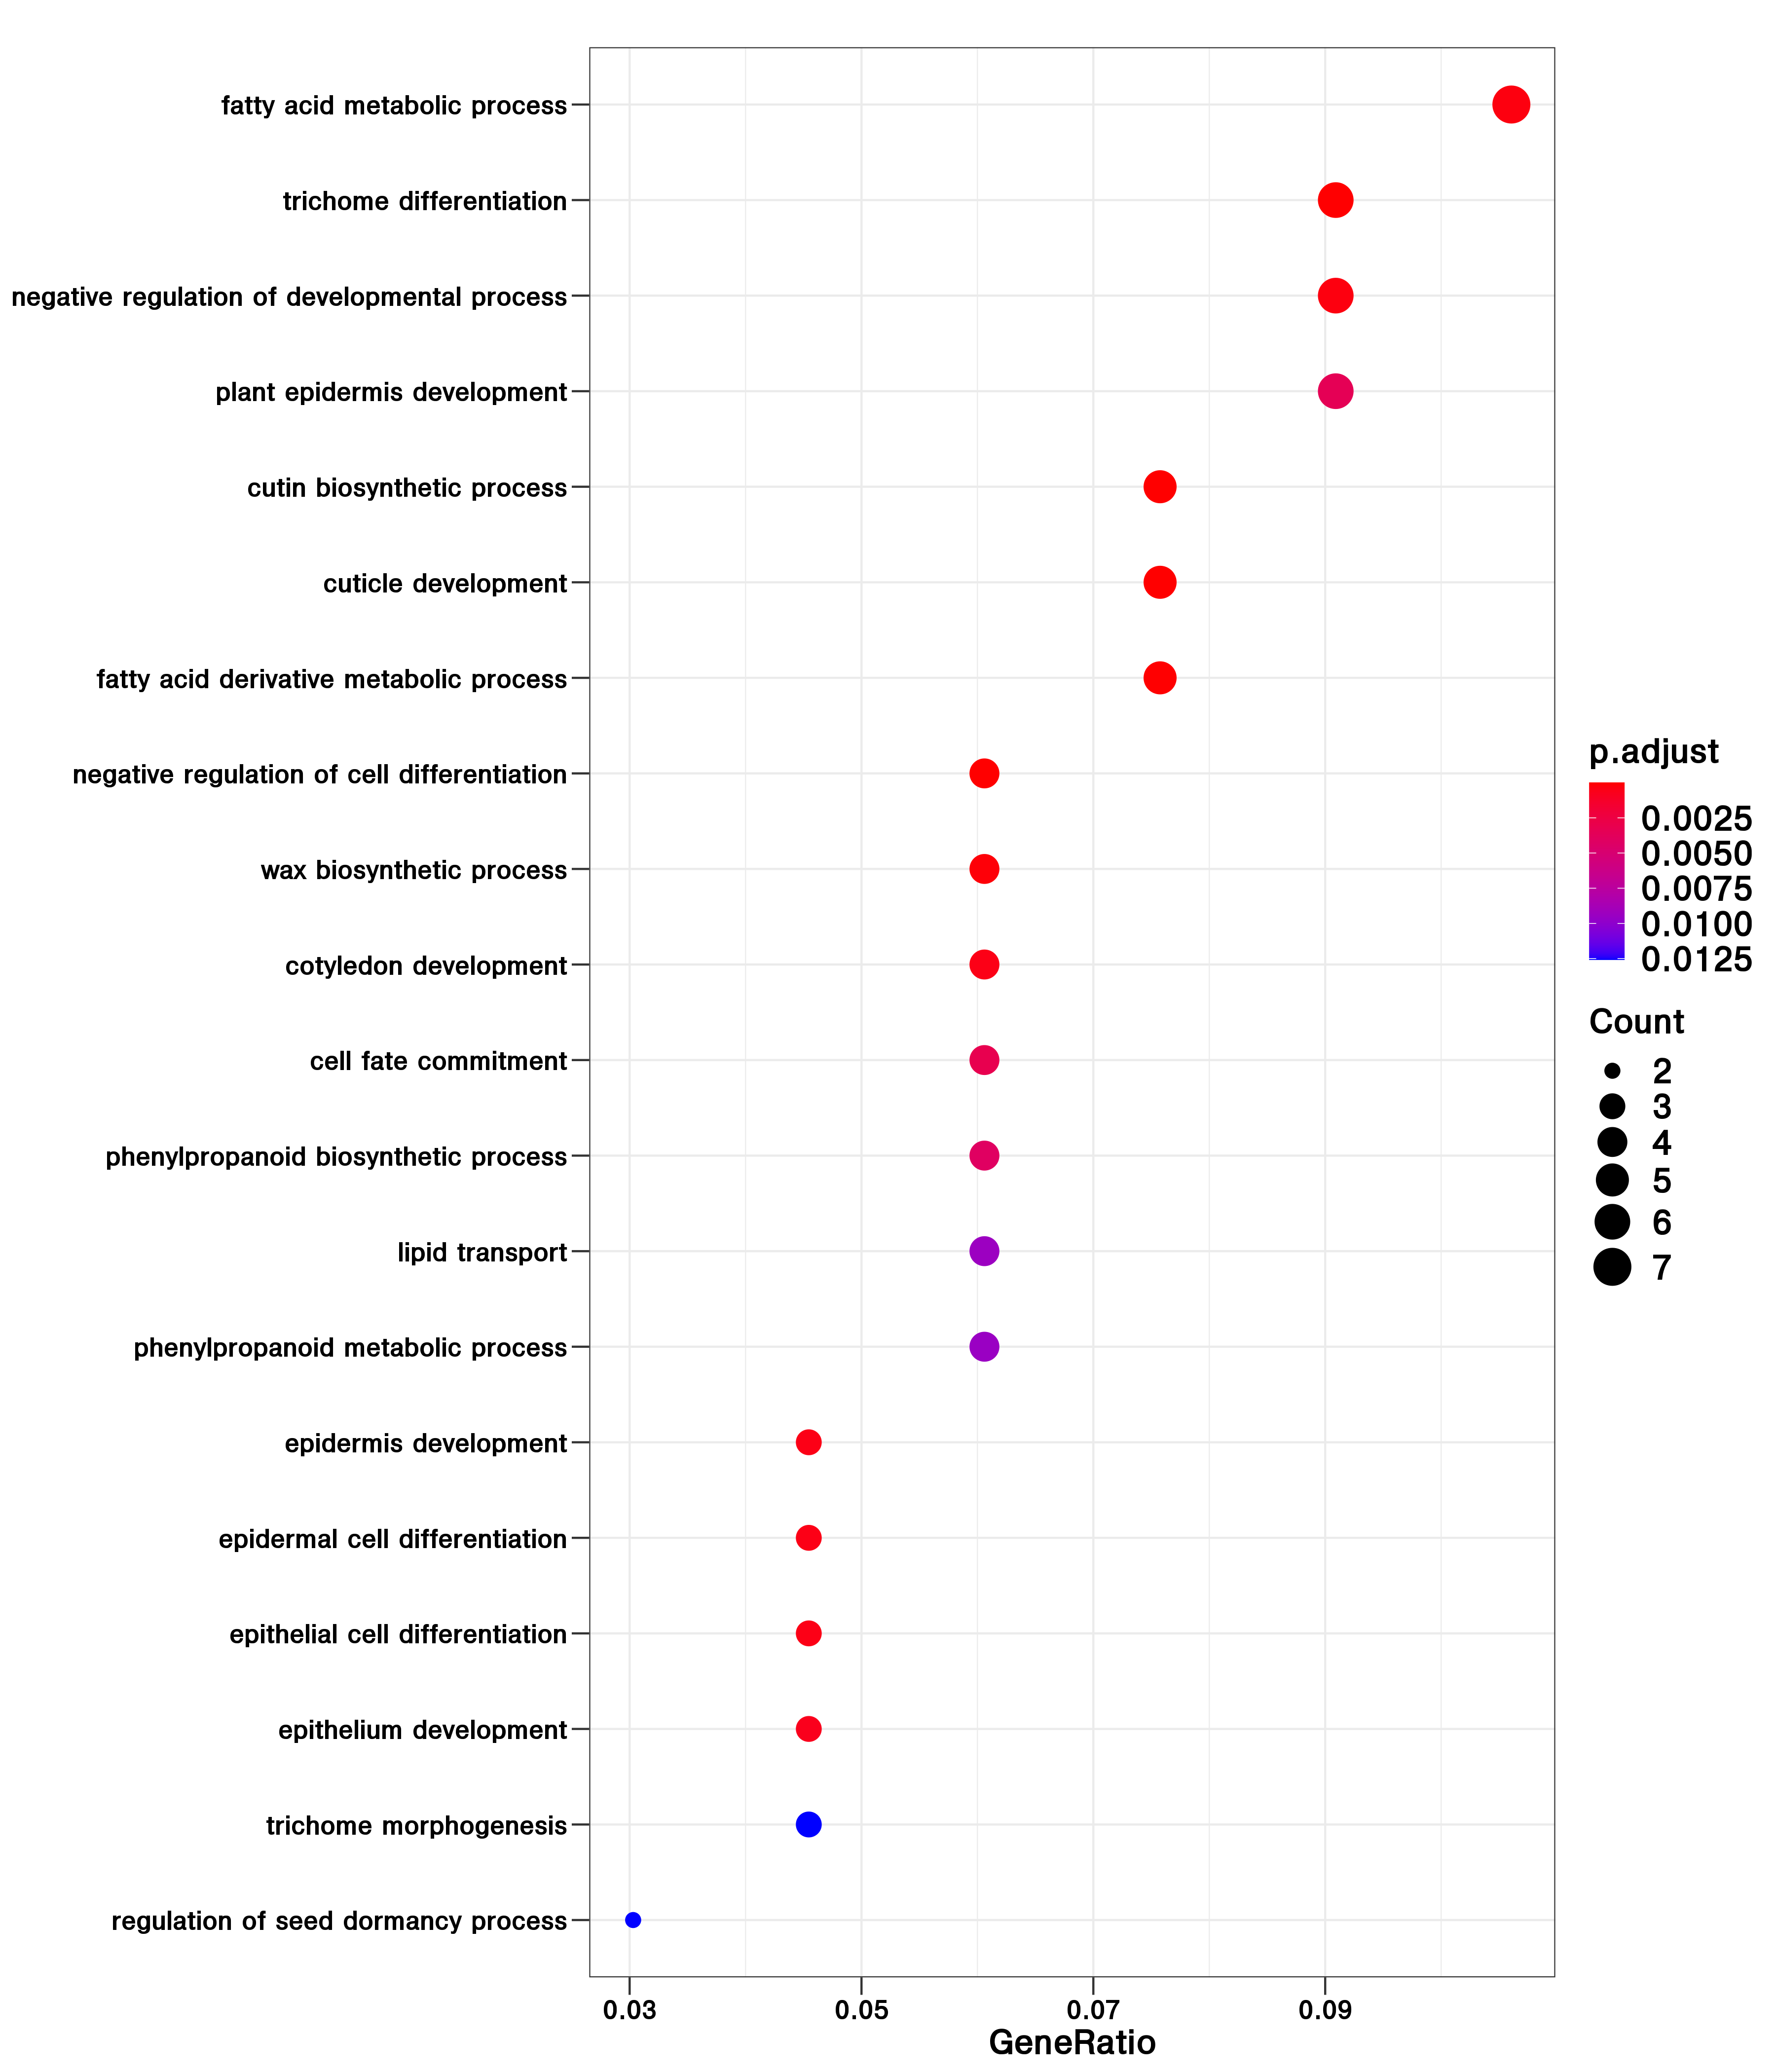 fatty acid metabolic process
trichome differentiation
negative regulation of developmental process
plant epidermis development
cutin biosynthetic process
cuticle development
fatty acid derivative metabolic process
negative regulation of cell differentiation
wax biosynthetic process
cotyledon development
cell fate commitment
phenylpropanoid biosynthetic process
lipid transport
phenylpropanoid metabolic process
epidermis development
epidermal cell differentiation
epithelial cell differentiation
epithelium development
trichome morphogenesis
regulation of seed dormancy process
0.03 0.05 0.07 0.09
GeneRatio
p.adjust
0.0025
0.0050
0.0075
0.0100
0.0125
Count
2
3
4
5
6
7